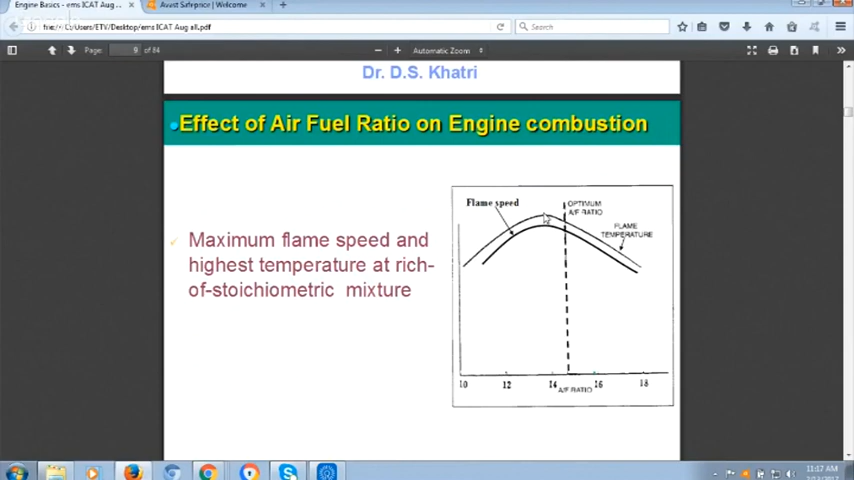 Engine Basics - ems ICAT Aug ...
Avast Safeprice | Welcome
file:///C:/Users/ETV/Desktop/ems ICAT Aug all.pdf
Search
Page: 9 of 84
Automatic Zoom
Dr. D.S. Khatri
Effect of Air Fuel Ratio on Engine combustion
Maximum flame speed and
highest temperature at rich-
of-stoichiometric mixture
Flame speed
OPTIMUM
A/F RATIO
FLAME
TEMPERATURE
10 12 14 16 18
A/F RATIO
11:17 AM